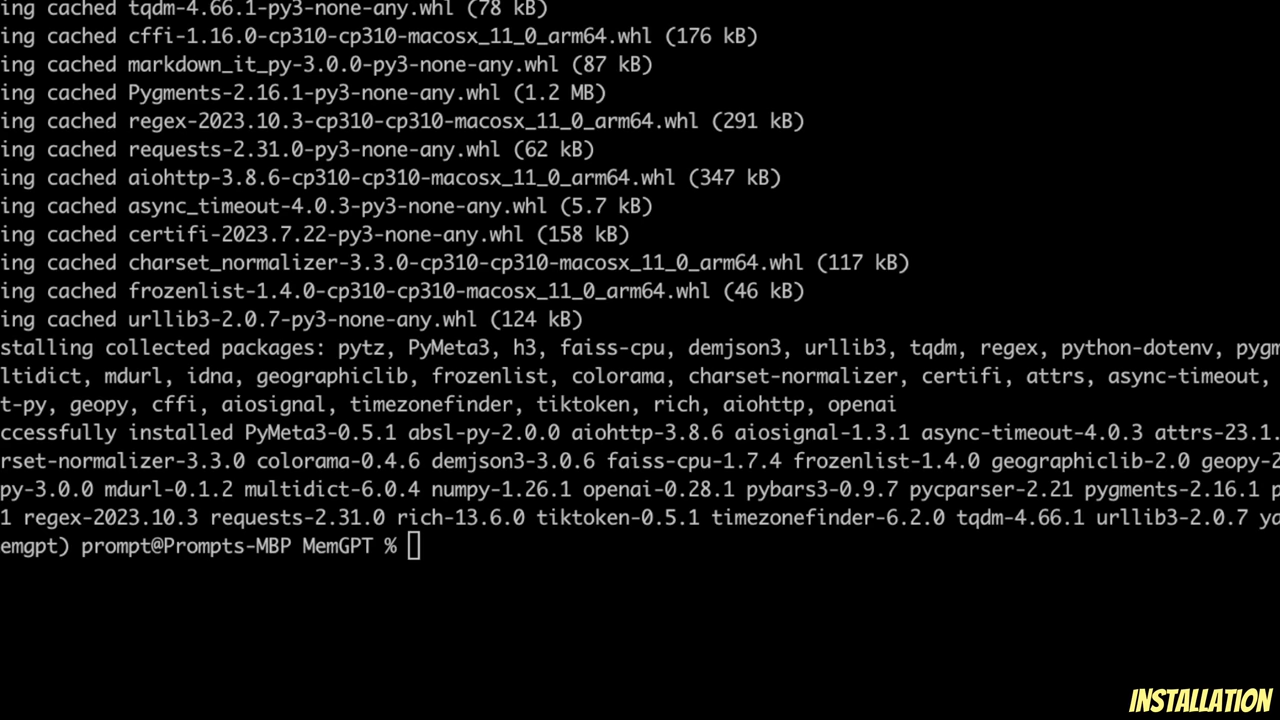 ing cached tqdm-4.66.1-py3-none-any.whl (78 kB)
ing cached cffi-1.16.0-cp310-cp310-macosx_11_0_arm64.whl (176 kB)
ing cached markdown_it_py-3.0.0-py3-none-any.whl (87 kB)
ing cached Pygments-2.16.1-py3-none-any.whl (1.2 MB)
ing cached regex-2023.10.3-cp310-cp310-macosx_11_0_arm64.whl (291 kB)
ing cached requests-2.31.0-py3-none-any.whl (62 kB)
ing cached aiohttp-3.8.6-cp310-cp310-macosx_11_0_arm64.whl (347 kB)
ing cached async_timeout-4.0.3-py3-none-any.whl (5.7 kB)
ing cached certifi-2023.7.22-py3-none-any.whl (158 kB)
ing cached charset_normalizer-3.3.0-cp310-cp310-macosx_11_0_arm64.whl (117 kB)
ing cached frozenlist-1.4.0-cp310-cp310-macosx_11_0_arm64.whl (46 kB)
ing cached urllib3-2.0.7-py3-none-any.whl (124 kB)
stalling collected packages: pytz, PyMeta3, h3, faiss-cpu, demjson3, urllib3, tqdm, regex, python-dotenv, pygm
ltidict, mdurl, idna, geographiclib, frozenlist, colorama, charset-normalizer, certifi, attrs, async-timeout,
t-py, geopy, cffi, aiosignal, timezonefinder, tiktoken, rich, aiohttp, openai
ccessfully installed PyMeta3-0.5.1 absl-py-2.0.0 aiohttp-3.8.6 aiosignal-1.3.1 async-timeout-4.0.3 attrs-23.1.
rset-normalizer-3.3.0 colorama-0.4.6 demjson3-3.0.6 faiss-cpu-1.7.4 frozenlist-1.4.0 geographiclib-2.0 geopy-2
py-3.0.0 mdurl-0.1.2 multidict-6.0.4 numpy-1.26.1 openai-0.28.1 pybars3-0.9.7 pycparser-2.21 pygments-2.16.1 p
1 regex-2023.10.3 requests-2.31.0 rich-13.6.0 tiktoken-0.5.1 timezonefinder-6.2.0 tqdm-4.66.1 urllib3-2.0.7 ya
emgpt) prompt@Prompts-MBP MemGPT %
INSTALLATION